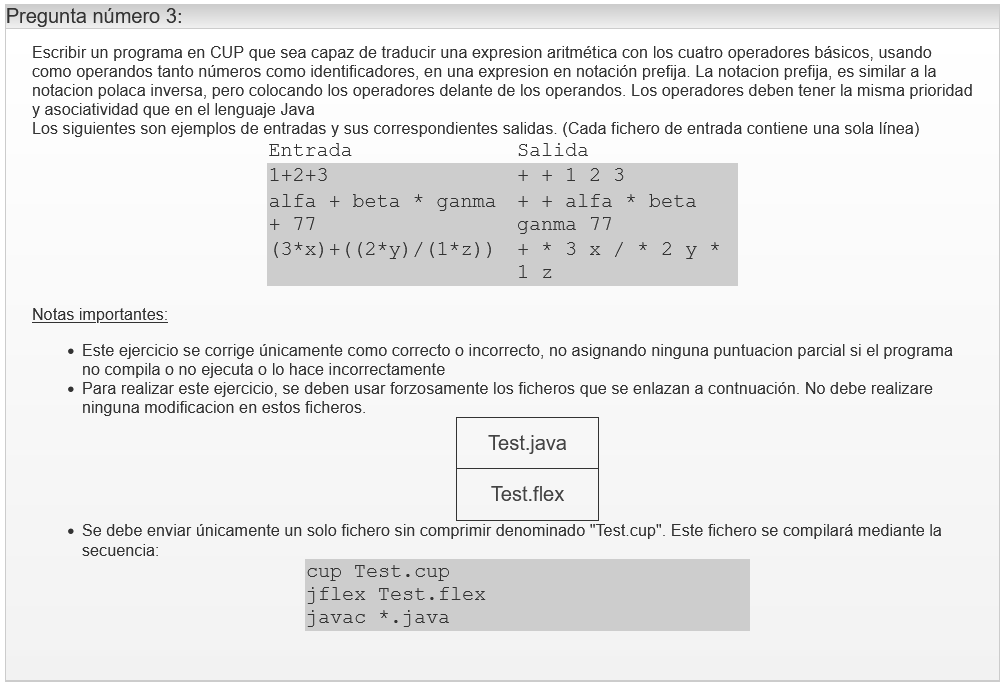 Pregunta número 3:
Escribir un programa en CUP que sea capaz de traducir una expresion aritmética con los cuatro operadores básicos, usando
como operandos tanto números como identificadores, en una expresion en notación prefija. La notacion prefija, es similar a la
notacion polaca inversa, pero colocando los operadores delante de los operandos. Los operadores deben tener la misma prioridad
y asociatividad que en el lenguaje Java
Los siguientes son ejemplos de entradas y sus correspondientes salidas. (Cada fichero de entrada contiene una sola línea)
Entrada Salida
1+2+3 + + 1 2 3
alfa + beta * ganma + + alfa * beta
+ 77 ganma 77
(3*x)+((2*y)/(1*z)) + * 3 x / * 2 y *
1 z
Notas importantes:
• Este ejercicio se corrige únicamente como correcto o incorrecto, no asignando ninguna puntuacion parcial si el programa
no compila o no ejecuta o lo hace incorrectamente
• Para realizar este ejercicio, se deben usar forzosamente los ficheros que se enlazan a contnuación. No debe realizare
ninguna modificacion en estos ficheros.
Test.java
Test.flex
• Se debe enviar únicamente un solo fichero sin comprimir denominado "Test.cup". Este fichero se compilará mediante la
secuencia:
cup Test.cup
jflex Test.flex
javac *.java